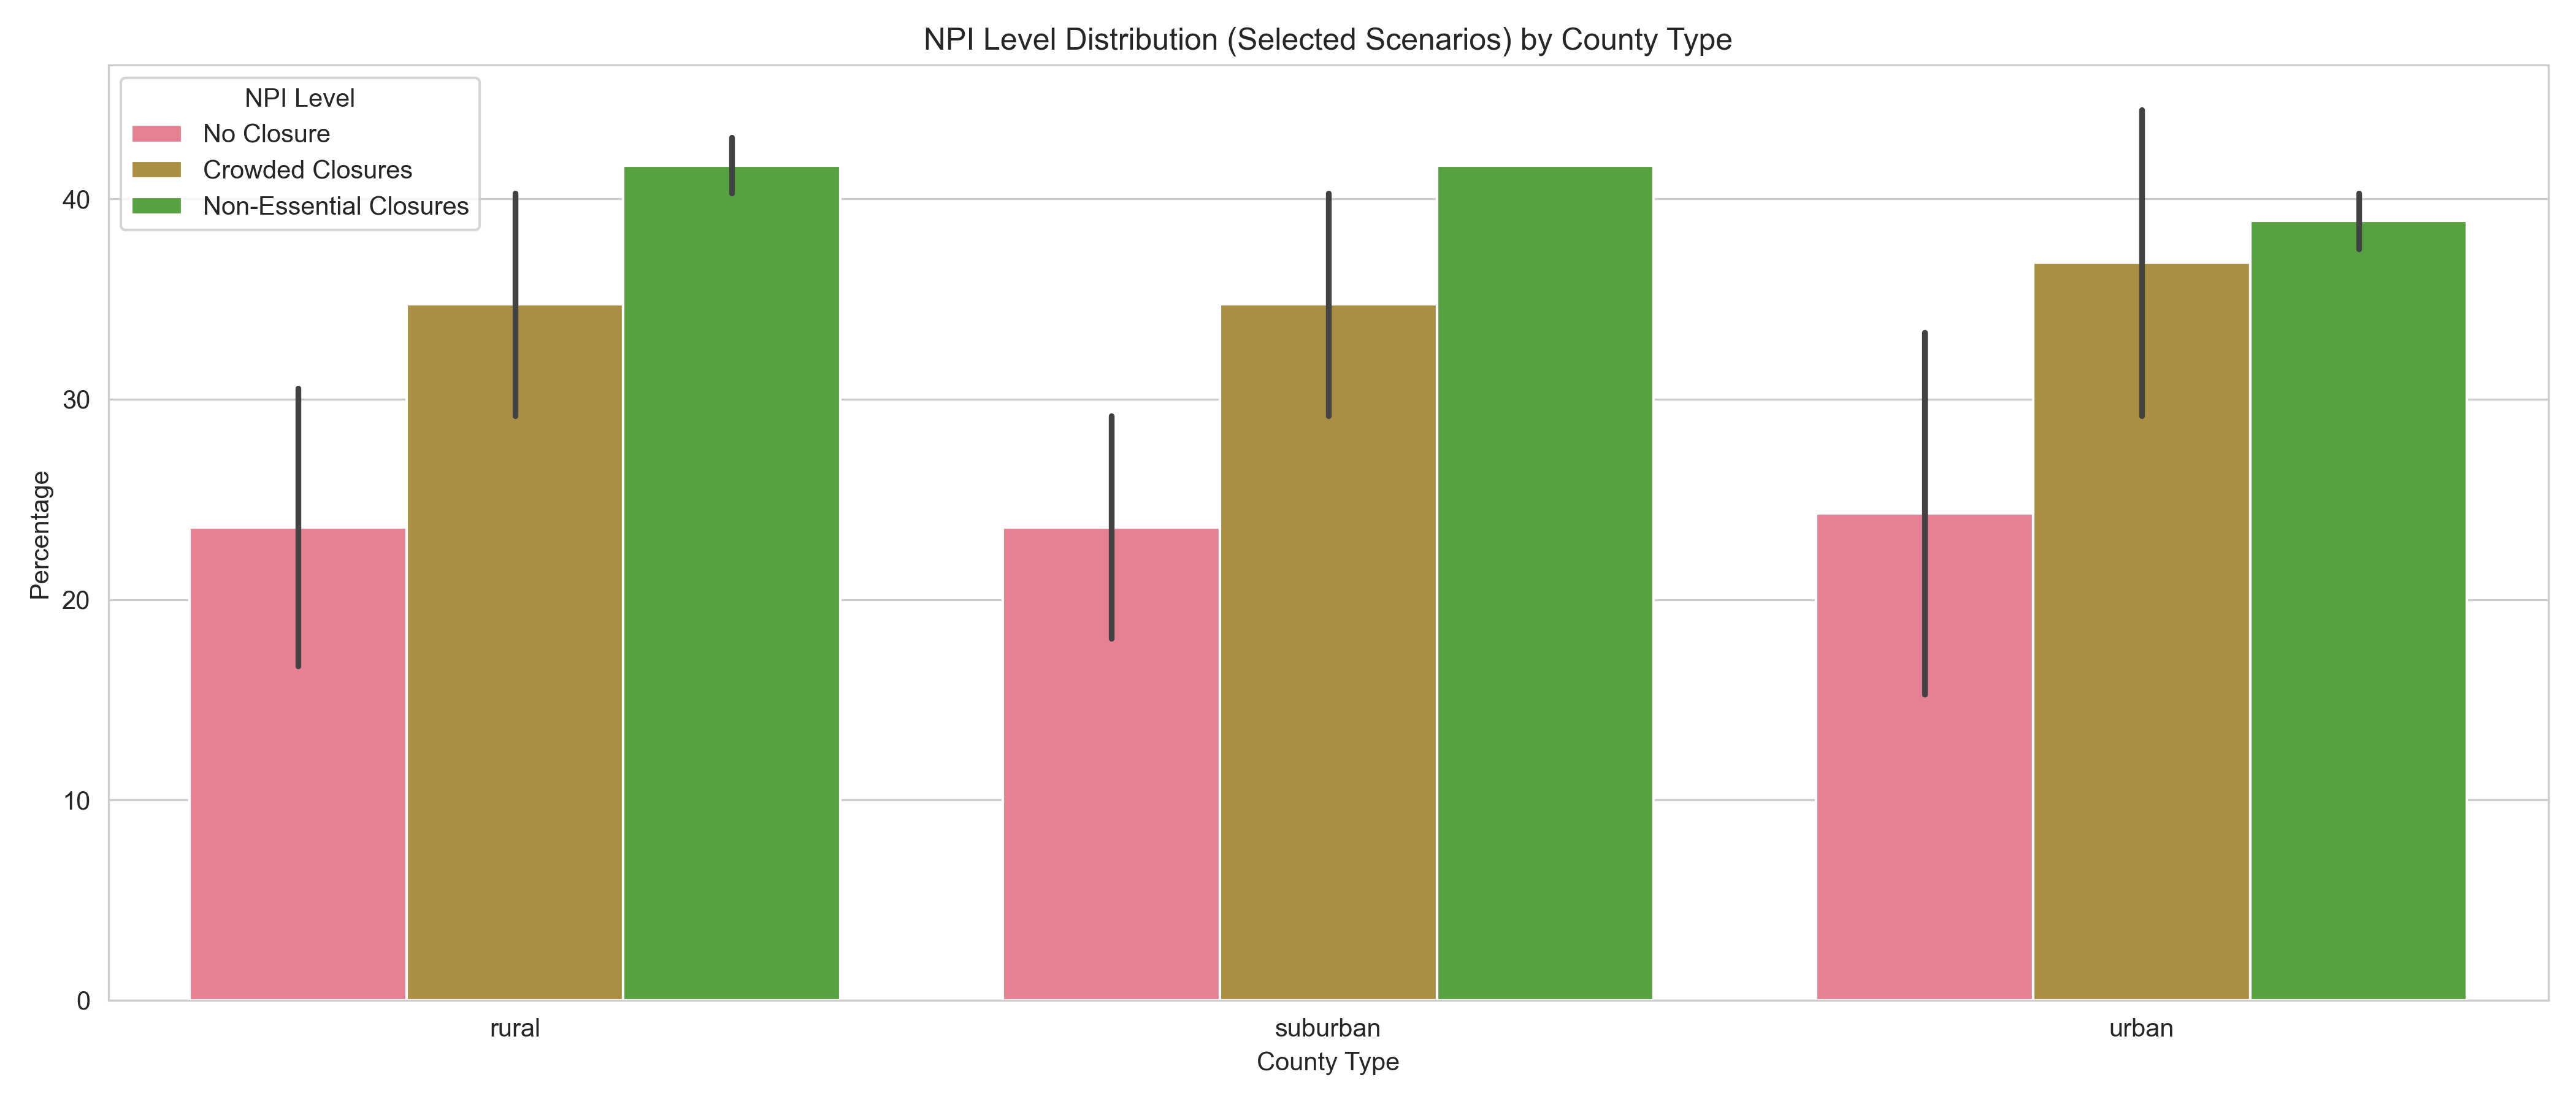 NPI Level Distribution (Selected Scenarios) by County Type
NPI Level
No Closure
Crowded Closures
Non-Essential Closures
Percentage
40
30
20
10
0
rural suburban urban
County Type